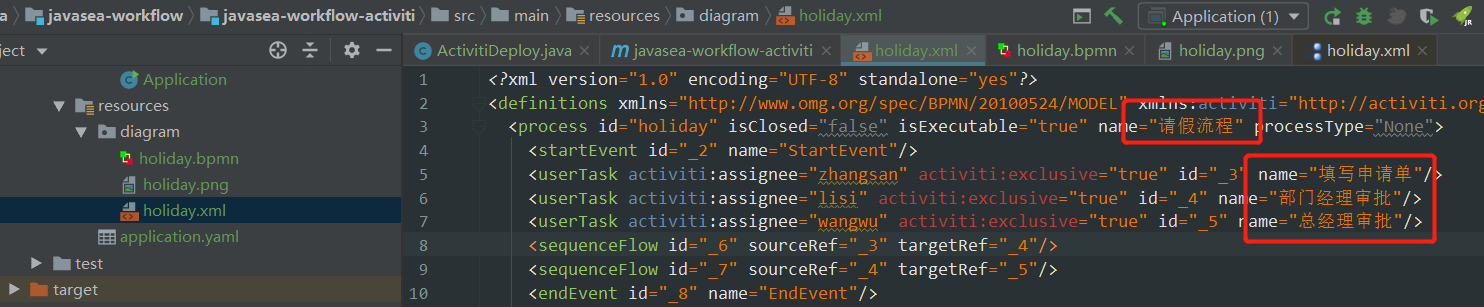 javasea-workflow javasea-workflow-activiti src main resources diagram holiday.xml Application (1)
ject
ActivitiDeploy.java javasea-workflow-activiti holiday.xml holiday.bpmn holiday.png holiday.xml
Application
resources
diagram
holiday.bpmn
holiday.png
holiday.xml
application.yaml
test
target
1 <?xml version="1.0" encoding="UTF-8" standalone="yes"?>
2 <definitions xmlns="http://www.omg.org/spec/BPMN/20100524/MODEL" xmlns:activiti="http://activiti.org
3 <process id="holiday" isClosed="false" isExecutable="true" name="请假流程" processType="None">
4 <startEvent id="_2" name="StartEvent"/>
5 <userTask activiti:assignee="zhangsan" activiti:exclusive="true" id="_3" name="填写申请单"/>
6 <userTask activiti:assignee="lisi" activiti:exclusive="true" id="_4" name="部门经理审批"/>
7 <userTask activiti:assignee="wangwu" activiti:exclusive="true" id="_5" name="总经理审批"/>
8 <sequenceFlow id="_6" sourceRef="_3" targetRef="_4"/>
9 <sequenceFlow id="_7" sourceRef="_4" targetRef="_5"/>
10 <endEvent id="_8" name="EndEvent"/>